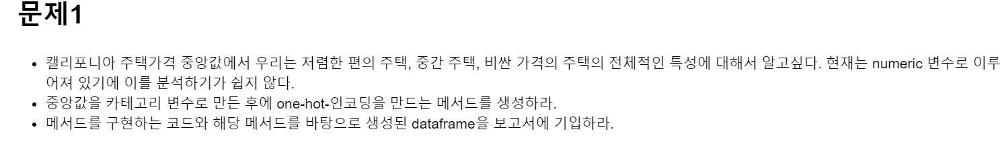 문제1
• 캘리포니아 주택가격 중앙값에서 우리는 저렴한 편의 주택, 중간 주택, 비싼 가격의 주택의 전체적인 특성에 대해서 알고싶다. 현재는 numeric 변수로 이루
어져 있기에 이를 분석하기가 쉽지 않다.
• 중앙값을 카테고리 변수로 만든 후에 one-hot-인코딩을 만드는 메서드를 생성하라.
• 메서드를 구현하는 코드와 해당 메서드를 바탕으로 생성된 dataframe을 보고서에 기입하라.